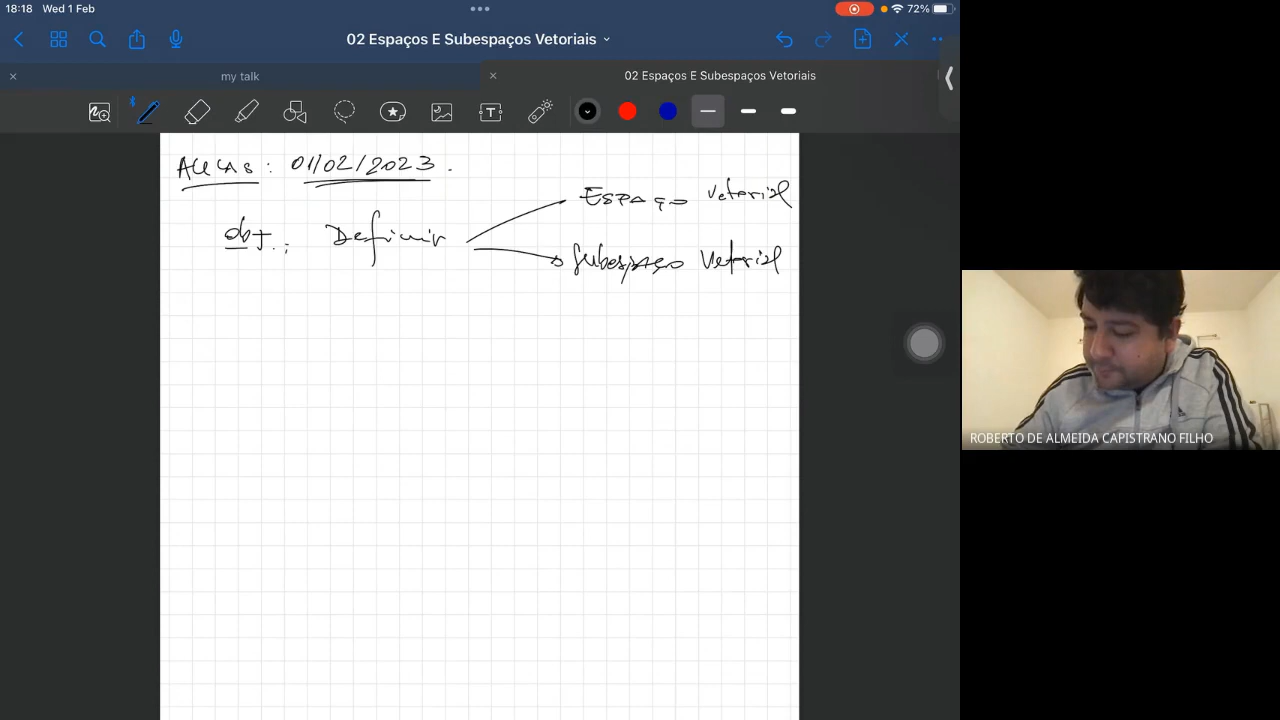 18:18 Wed 1 Feb
72%
02 Espaços E Subespaços Vetoriais
my talk
02 Espaços E Subespaços Vetoriais
T
AULAS: 01/02/2023.
Obj.: Definir
Espaço Vetorial
Subespaço Vetorial
ROBERTO DE ALMEIDA CAPISTRANO FILHO